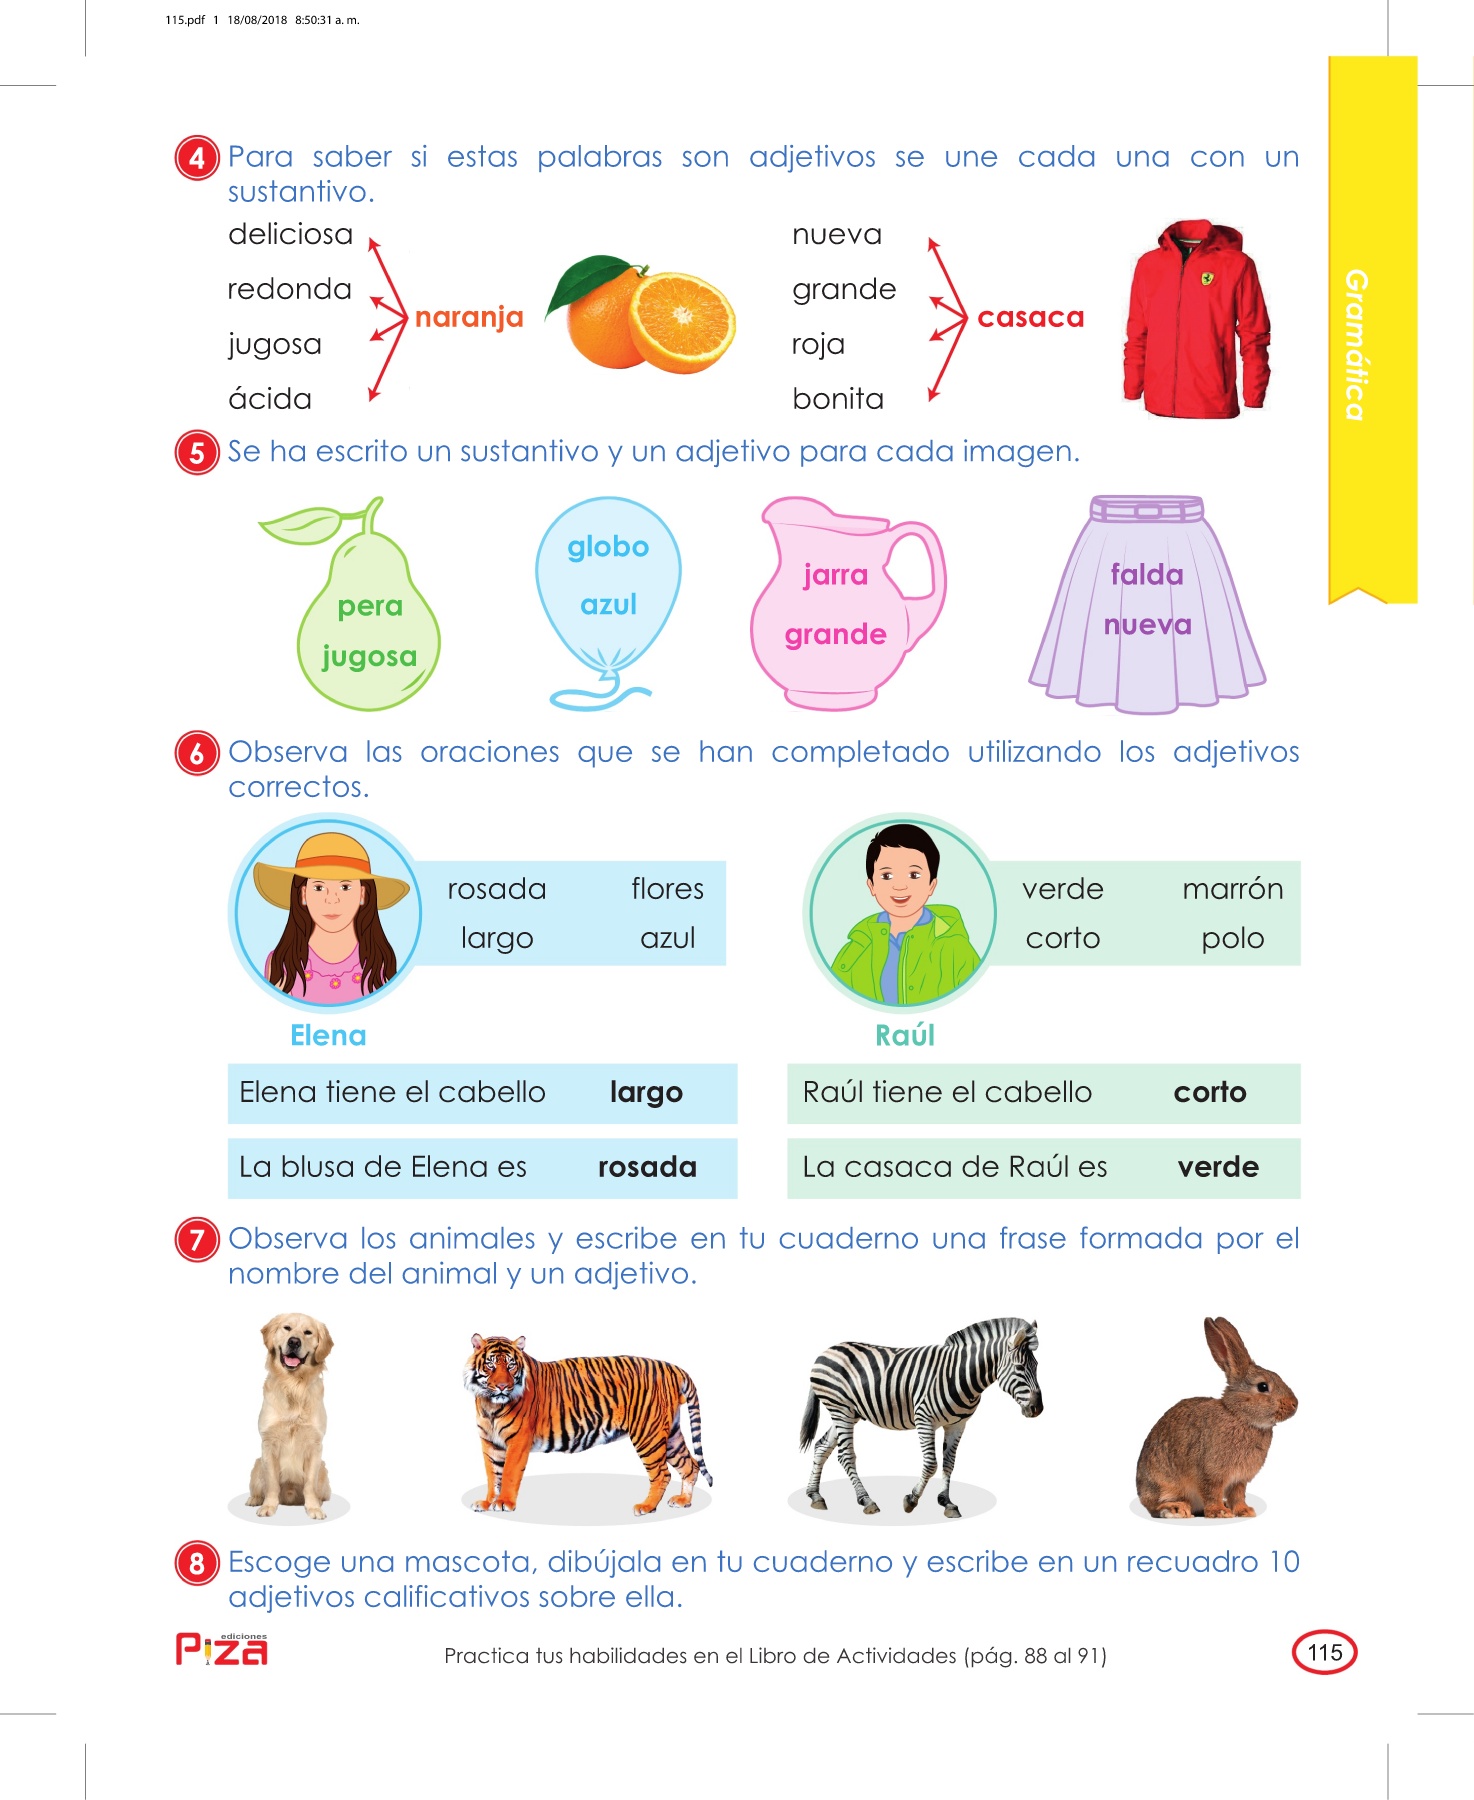 115.pdf 1 18/08/2018 8:50:31 a. m.
Gramática
4 Para saber si estas palabras son adjetivos se une cada una con un
sustantivo.
deliciosa
redonda
jugosa
ácida
naranja
nueva
grande
roja
bonita
casaca
5 Se ha escrito un sustantivo y un adjetivo para cada imagen.
pera
jugosa
globo
azul
jarra
grande
falda
nueva
6 Observa las oraciones que se han completado utilizando los adjetivos
correctos.
rosada flores
largo azul
Elena
verde marrón
corto polo
Raúl
Elena tiene el cabello largo
La blusa de Elena es rosada
Raúl tiene el cabello corto
La casaca de Raúl es verde
7 Observa los animales y escribe en tu cuaderno una frase formada por el
nombre del animal y un adjetivo.
8 Escoge una mascota, dibújala en tu cuaderno y escribe en un recuadro 10
adjetivos calificativos sobre ella.
ediciones
Piza
Practica tus habilidades en el Libro de Actividades (pág. 88 al 91)
115